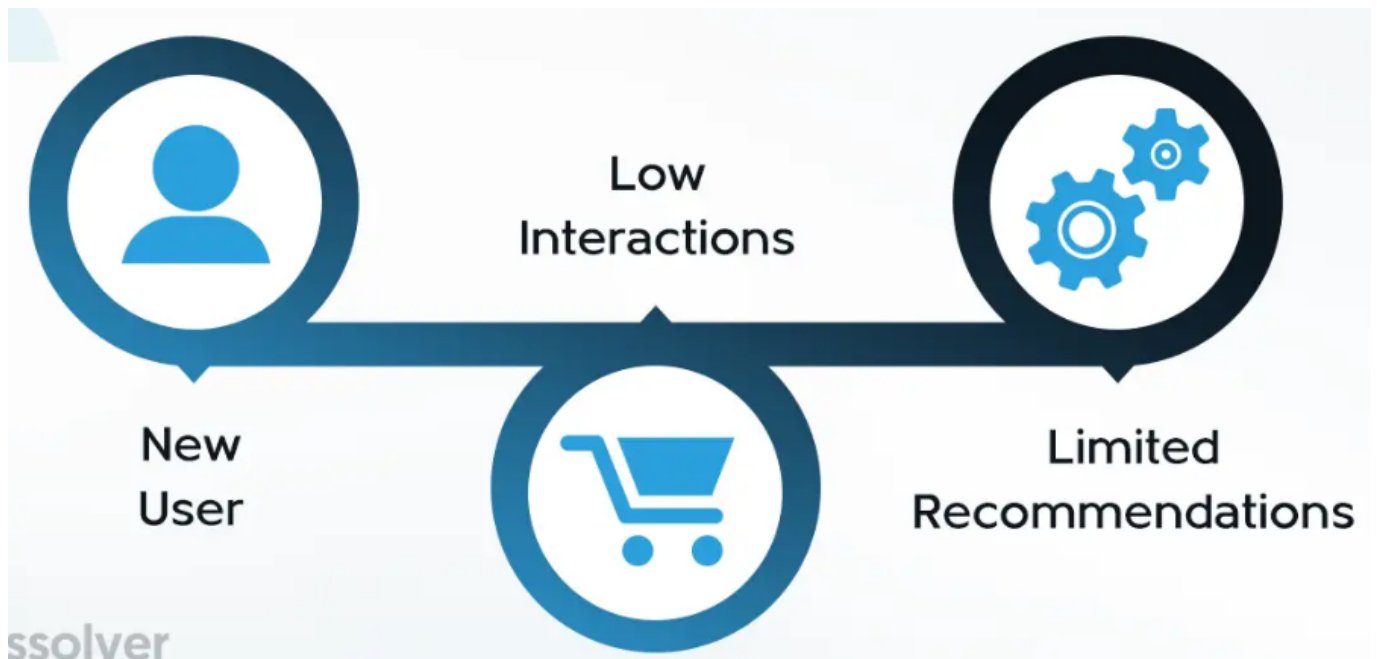 Low
Interactions
New
User
Limited
Recommendations
ssolver